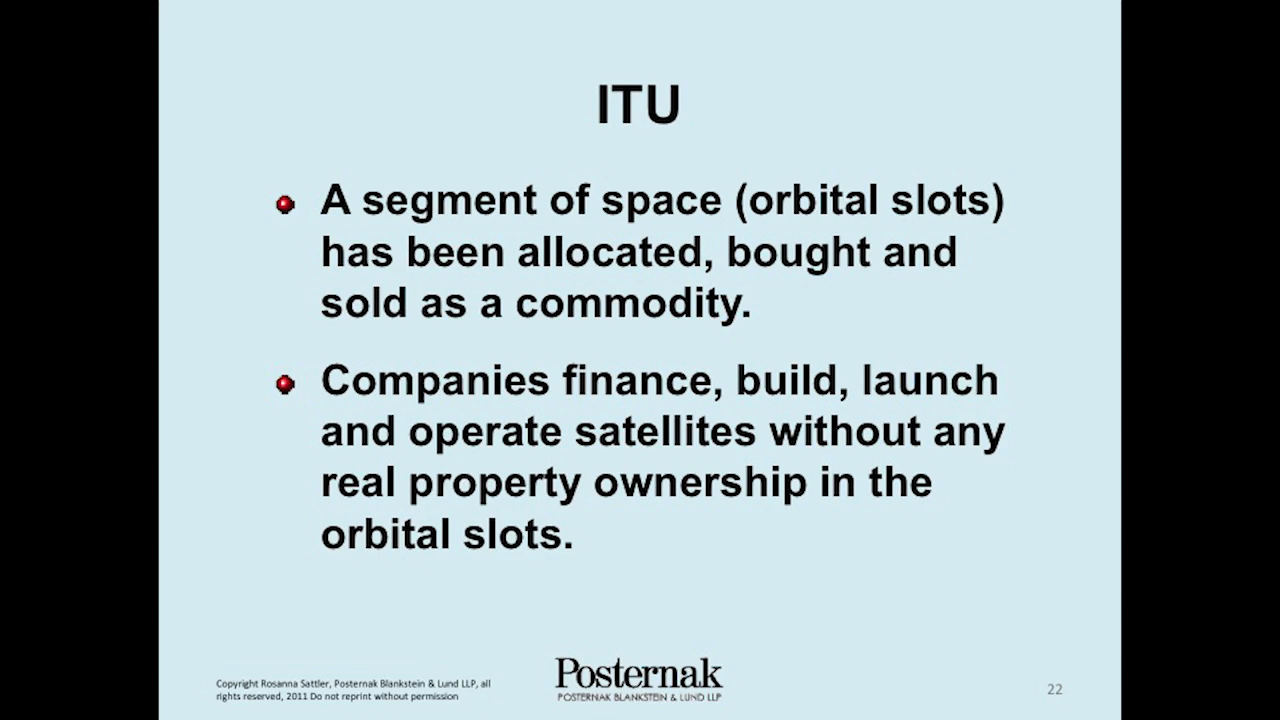 ITU
A segment of space (orbital slots)
has been allocated, bought and
sold as a commodity.
Companies finance, build, launch
and operate satellites without any
real property ownership in the
orbital slots.
Copyright Rosanna Sattler, Posternak Blankstein & Lund LLP, all
rights reserved, 2011 Do not reprint without permission
Posternak
POSTERNAK BLANKSTEIN & LUND LLP
22